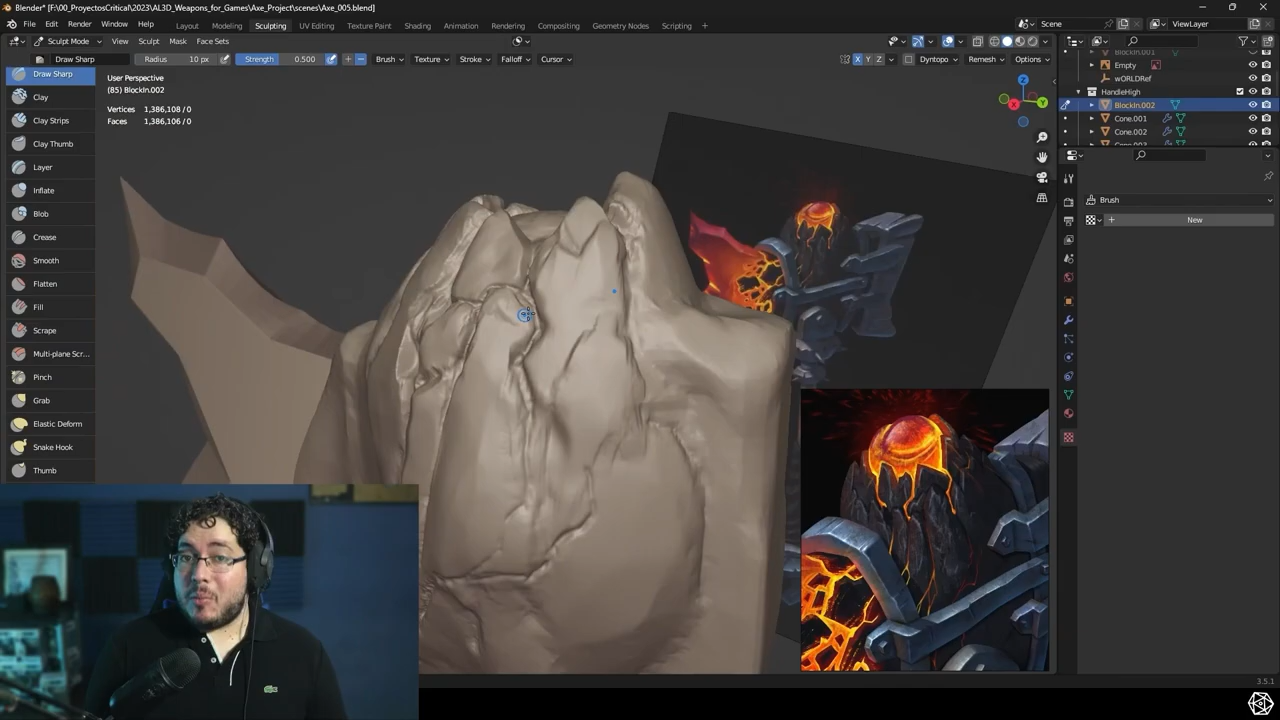 Blender* [F:\00_ProyectosCritical\2023\AL3D_Weapons_for_Games\Axe_Project\scenes\Axe_005.blend]
File Edit Render Window Help Layout Modeling Sculpting UV Editing Texture Paint Shading Animation Rendering Compositing Geometry Nodes Scripting + Scene ViewLayer
Sculpt Mode View Sculpt Mask Face Sets
Draw Sharp Radius 10 px Strength 0.500 Brush Texture Stroke Falloff Cursor X Y Z Dyntopo Remesh Options
Draw Sharp
Clay
Clay Strips
Clay Thumb
Layer
Inflate
Blob
Crease
Smooth
Flatten
Fill
Scrape
Multi-plane Scr...
Pinch
Grab
Elastic Deform
Snake Hook
Thumb
User Perspective
(85) BlockIn.002
Vertices 1,386,108 / 0)
Faces 1,386,106 / 0)
Z
X
Y
BlockIn.001
Empty
wORLDRef
HandleHigh
BlockIn.002
Cone.001
Cone.002
Cone.003
Brush
New
3.5.1